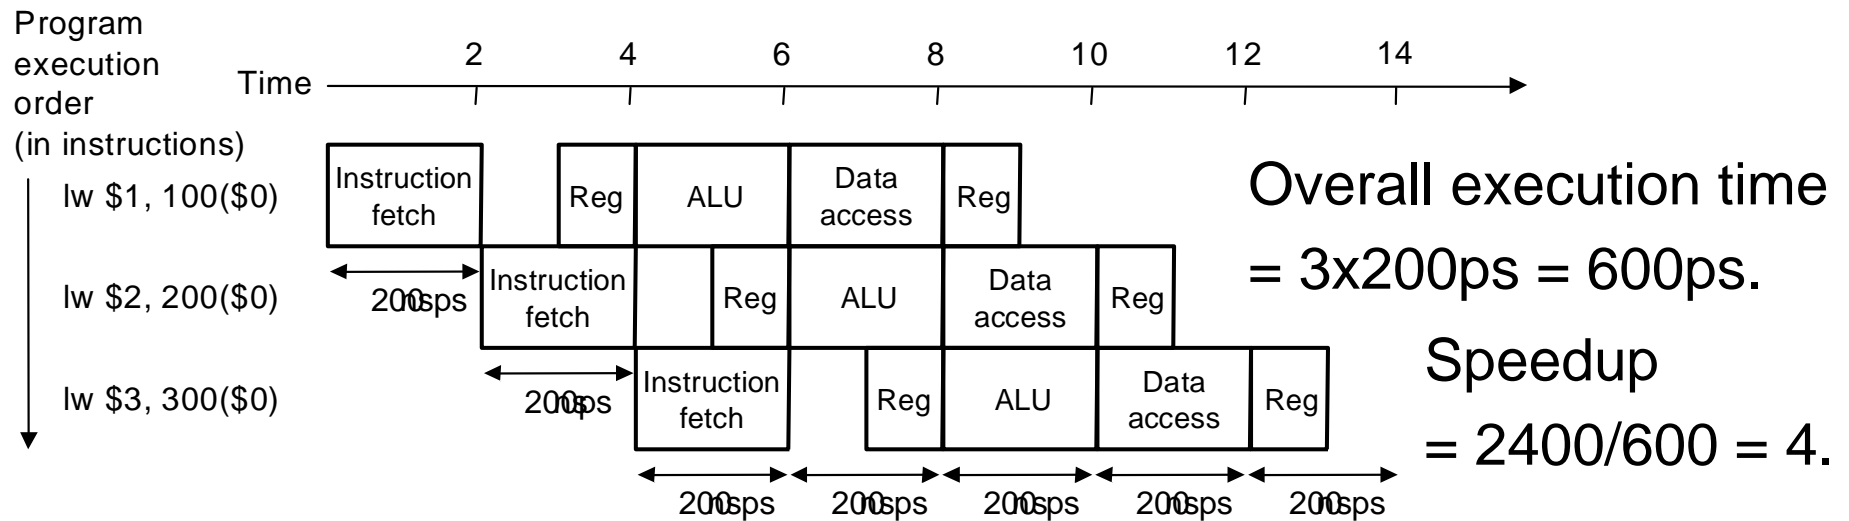 Program
execution
order
(in instructions)
Time
2 4 6 8 10 12 14
lw $1, 100($0)
Instruction
fetch
Reg
ALU
Data
access
Reg
lw $2, 200($0)
Instruction
fetch
Reg
ALU
Data
access
Reg
lw $3, 300($0)
Instruction
fetch
Reg
ALU
Data
access
Reg
Overall execution time
= 3x200ps = 600ps.
Speedup
= 2400/600 = 4.